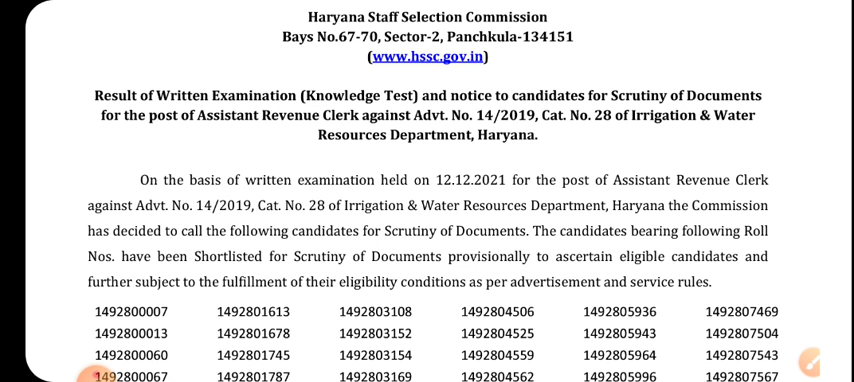 Haryana Staff Selection Commission
Bays No.67-70, Sector-2, Panchkula-134151
(www.hssc.gov.in)
Result of Written Examination (Knowledge Test) and notice to candidates for Scrutiny of Documents
for the post of Assistant Revenue Clerk against Advt. No. 14/2019, Cat. No. 28 of Irrigation & Water
Resources Department, Haryana.
On the basis of written examination held on 12.12.2021 for the post of Assistant Revenue Clerk
against Advt. No. 14/2019, Cat. No. 28 of Irrigation & Water Resources Department, Haryana the Commission
has decided to call the following candidates for Scrutiny of Documents. The candidates bearing following Roll
Nos. have been Shortlisted for Scrutiny of Documents provisionally to ascertain eligible candidates and
further subject to the fulfillment of their eligibility conditions as per advertisement and service rules.
1492800007 1492801613 1492803108 1492804506 1492805936 1492807469
1492800013 1492801678 1492803152 1492804525 1492805943 1492807504
1492800060 1492801745 1492803154 1492804559 1492805964 1492807543
1492800067 1492801787 1492803169 1492804562 1492805996 1492807567